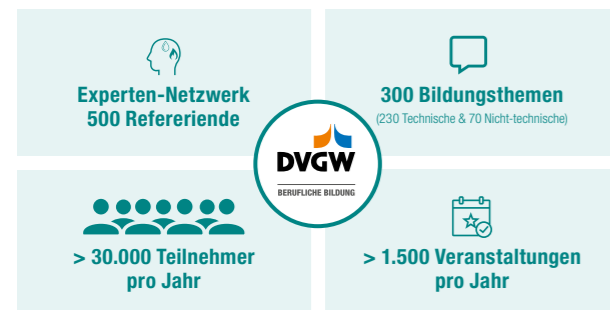 Experten-Netzwerk
500 Refereriende
300 Bildungsthemen
(230 Technische & 70 Nicht-technische)
DVGW
BERUFLICHE BILDUNG
> 30.000 Teilnehmer
pro Jahr
> 1.500 Veranstaltungen
pro Jahr